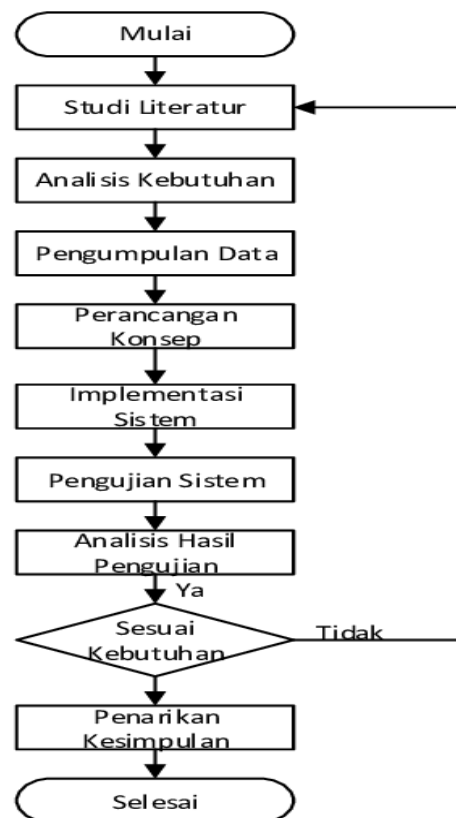 Mulai
Studi Literatur
Analisis Kebutuhan
Pengumpulan Data
Perancangan
Konsep
Implementasi
Sistem
Pengujian Sistem
Analisis Hasil
Pengujian
Ya
Sesuai
Kebutuhan
Tidak
Penarikan
Kesimpulan
Selesai